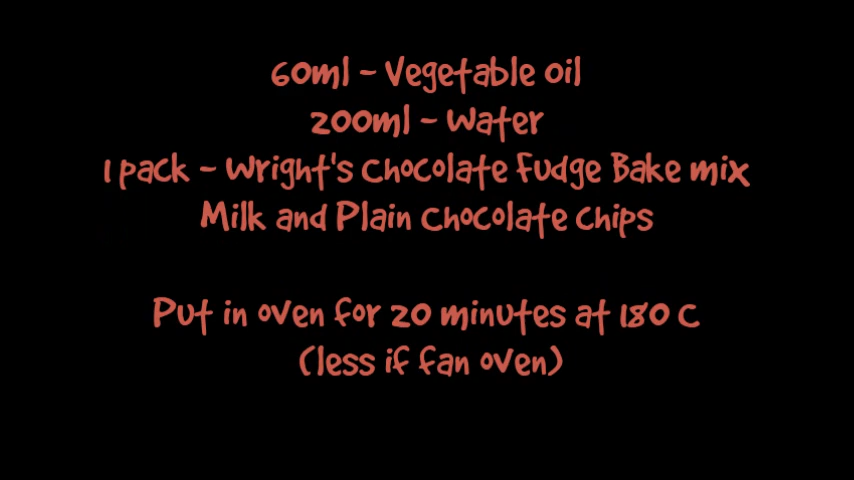 60ml - Vegetable Oil
200ml - Water
1 pack - Wright's Chocolate Fudge Bake mix
Milk and Plain Chocolate Chips
Put in oven for 20 minutes at 180 C
(less if fan oven)